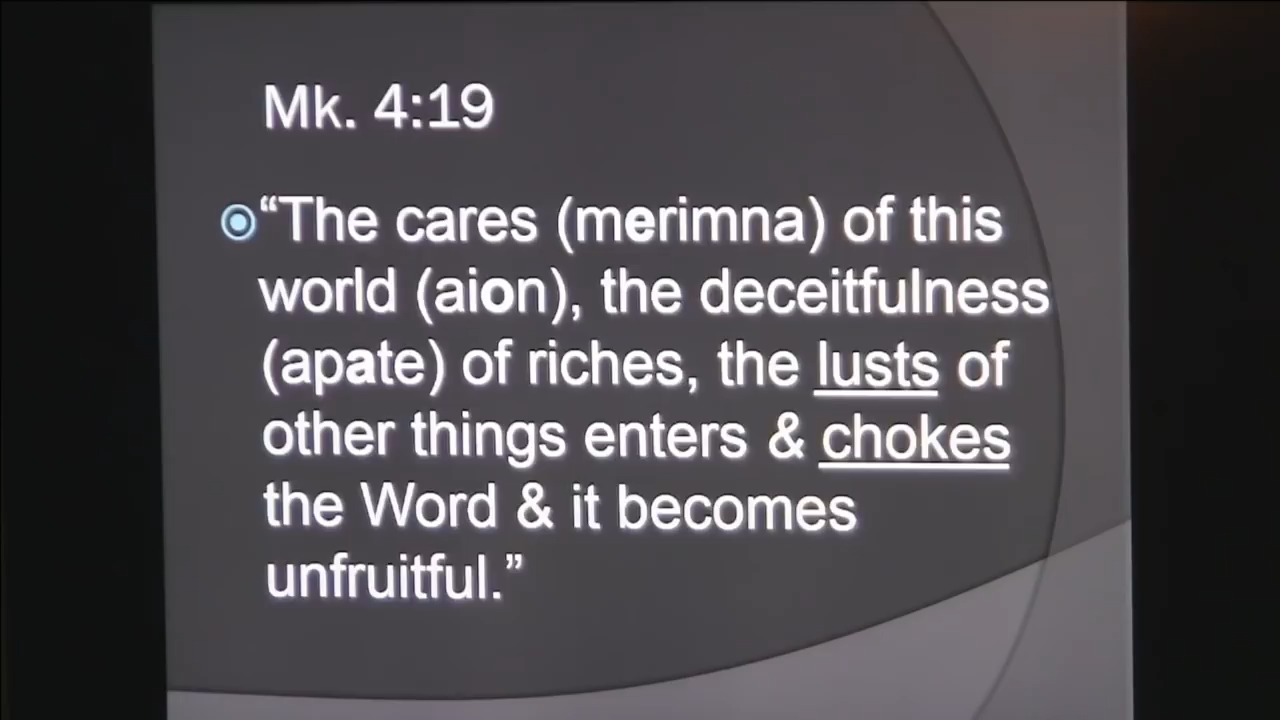 Mk. 4:19
“The cares (merimna) of this
world (aion), the deceitfulness
(apate) of riches, the lusts of
other things enters & chokes
the Word & it becomes
unfruitful.”